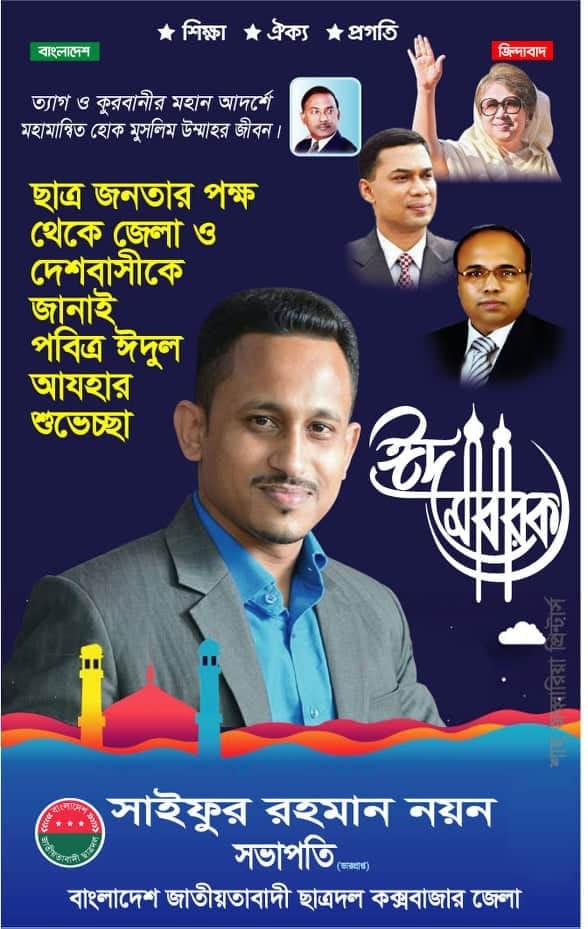 ★ শিক্ষা ★ ঐক্য ★ প্রগতি
বাংলাদেশ
জিন্দাবাদ
ত্যাগ ও কুরবানীর মহান আদর্শে
মহামান্বিত হোক মুসলিম উম্মাহর জীবন।
ছাত্র জনতার পক্ষ
থেকে জেলা ও
দেশবাসীকে
জানাই
পবিত্র ঈদুল
আযহার
শুভেচ্ছা
ঈদ
মোবারক
প্রিন্টার্স
বাংলাদেশ
জাতীয়তাবাদী ছাত্রদল
সাইফুর রহমান নয়ন
সভাপতি (ভারপ্রাপ্ত)
বাংলাদেশ জাতীয়তাবাদী ছাত্রদল কক্সবাজার জেলা